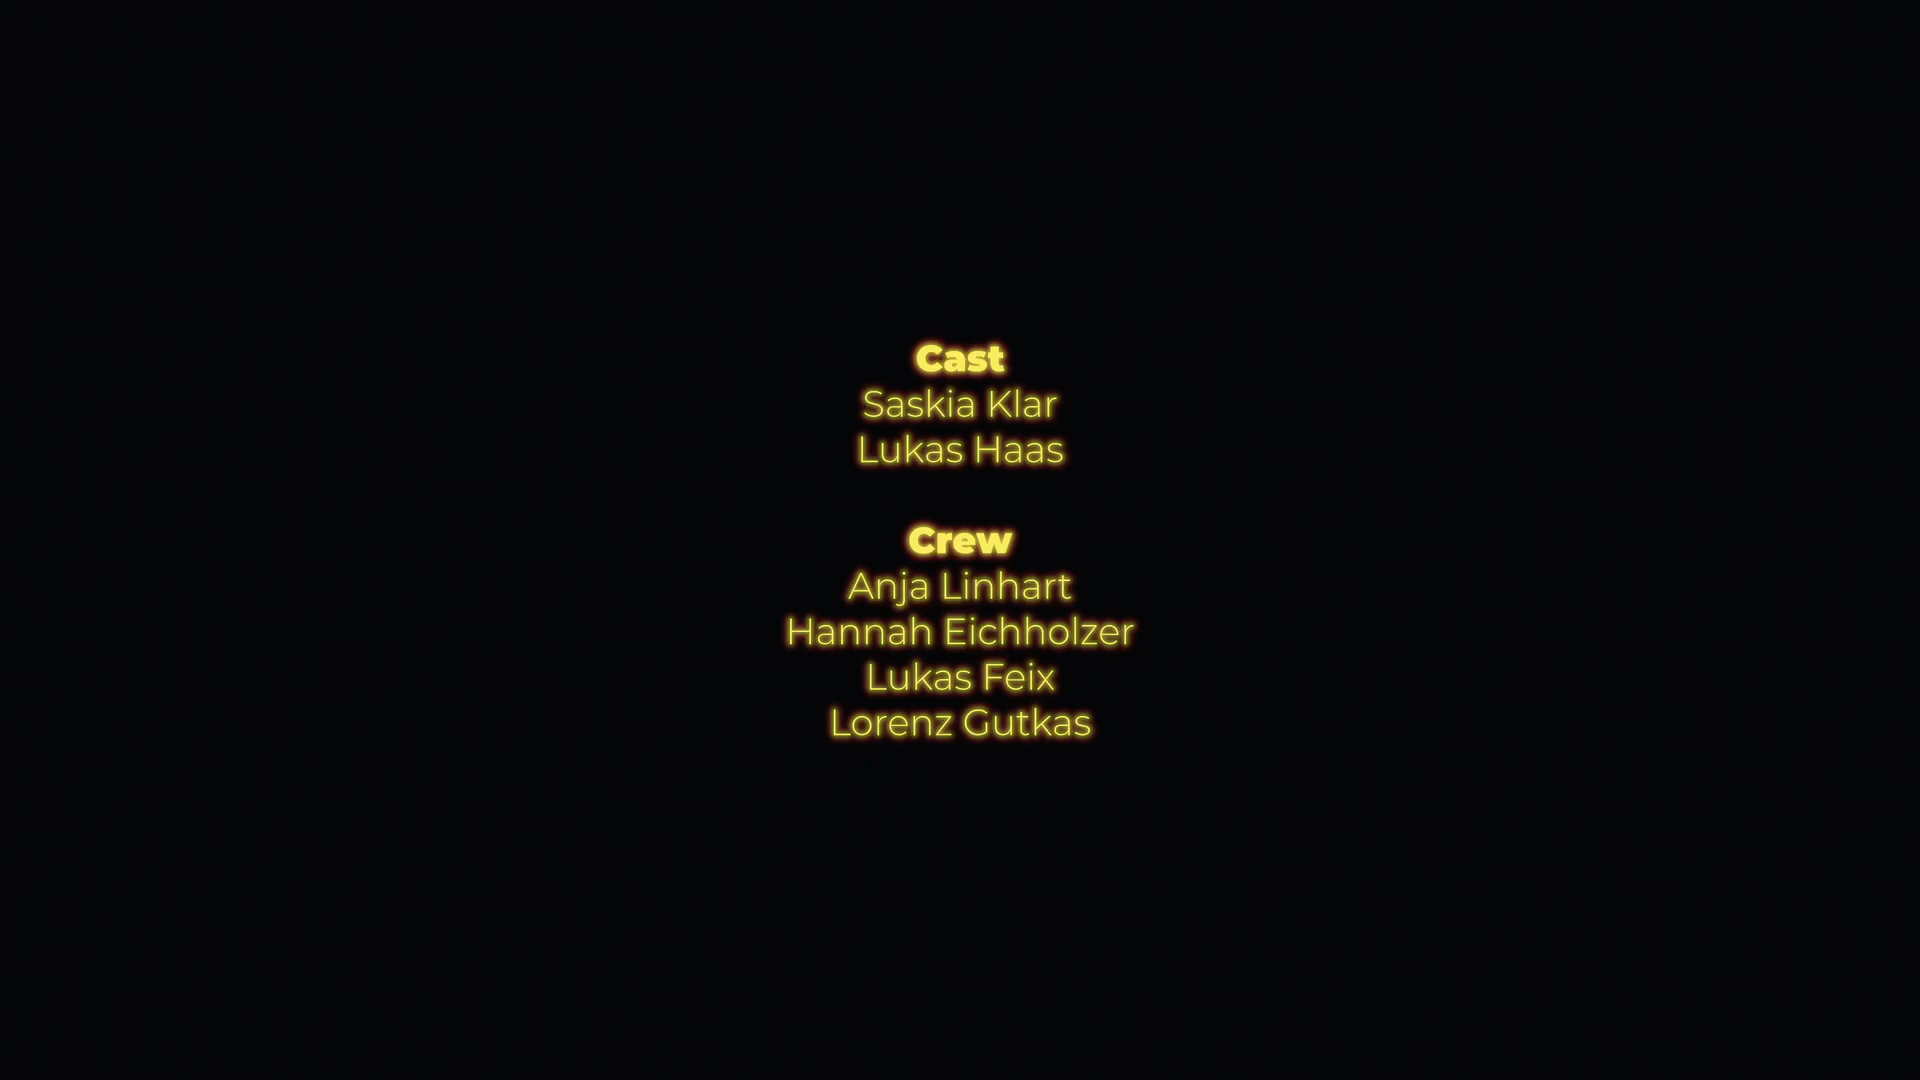 Cast
Saskia Klar
Lukas Haas
Crew
Anja Linhart
Hannah Eichholzer
Lukas Feix
Lorenz Gutkas